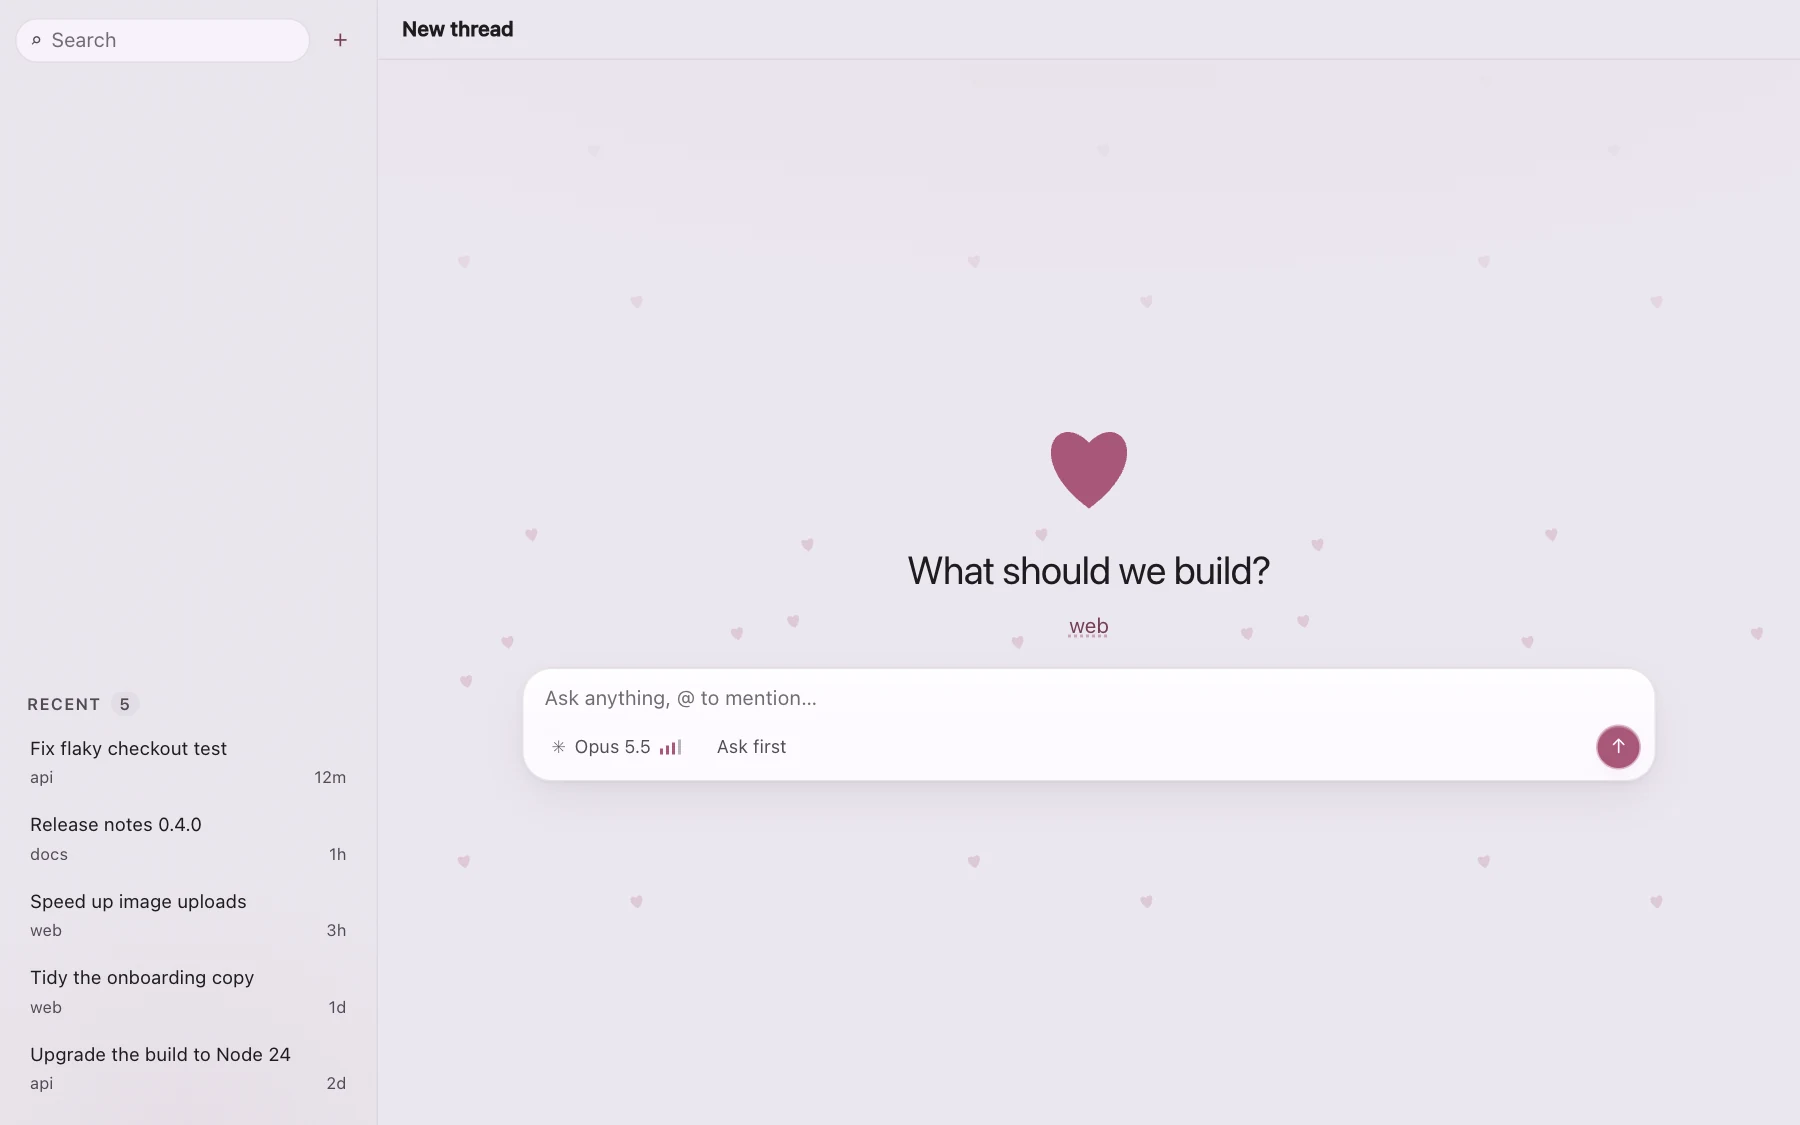 Search
+
New thread
What should we build?
web
Ask anything, @ to mention...
Opus 5.5
Ask first
RECENT 5
Fix flaky checkout test
api 12m
Release notes 0.4.0
docs 1h
Speed up image uploads
web 3h
Tidy the onboarding copy
web 1d
Upgrade the build to Node 24
api 2d